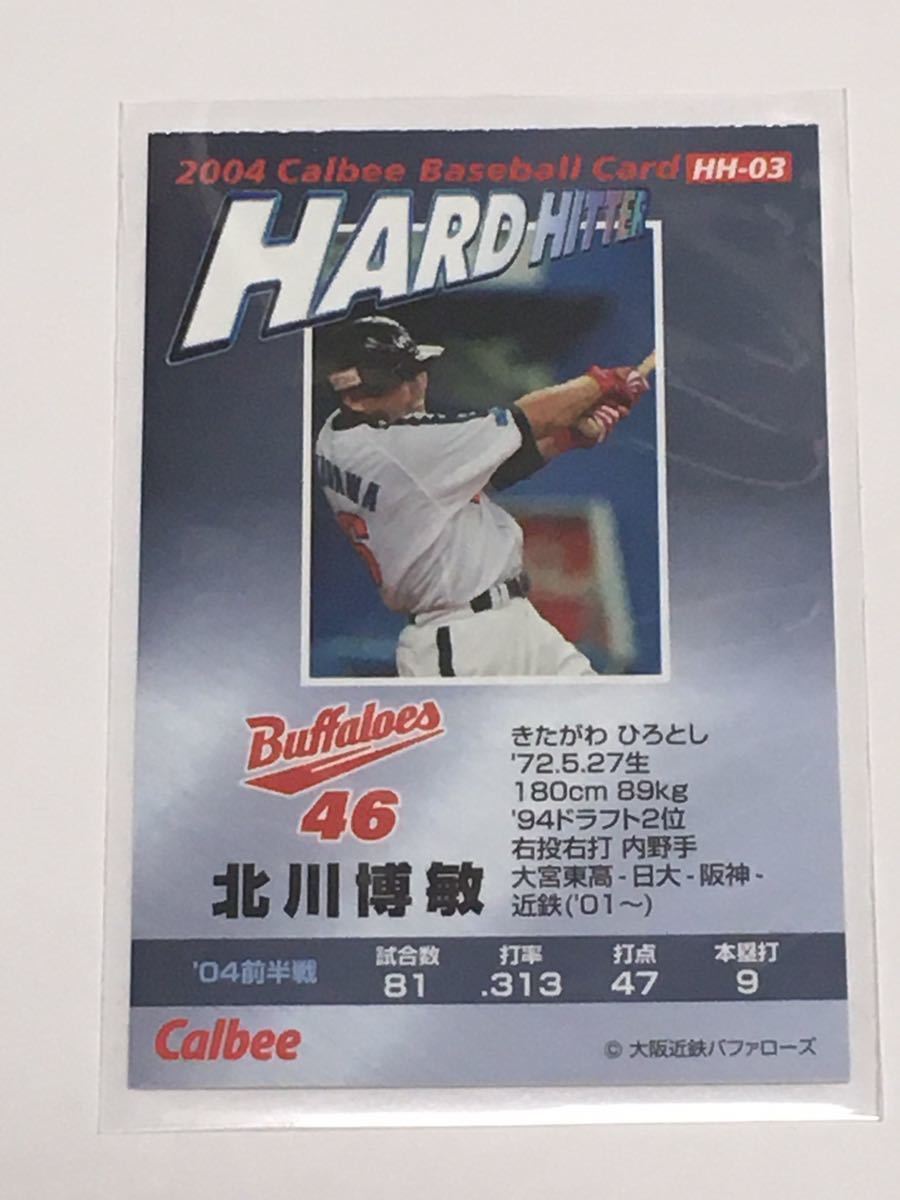 2004 Calbee Baseball Card HH-03
HARD HITTER
Buffaloes
46
北川博敏
きたがわ ひろとし
'72.5.27生
180cm 89kg
'94ドラフト2位
右投右打 内野手
大宮東高-日大-阪神-
近鉄('01～)
試合数 打率 打点 本塁打
'04前半戦 81 .313 47 9
Calbee
© 大阪近鉄バファローズ